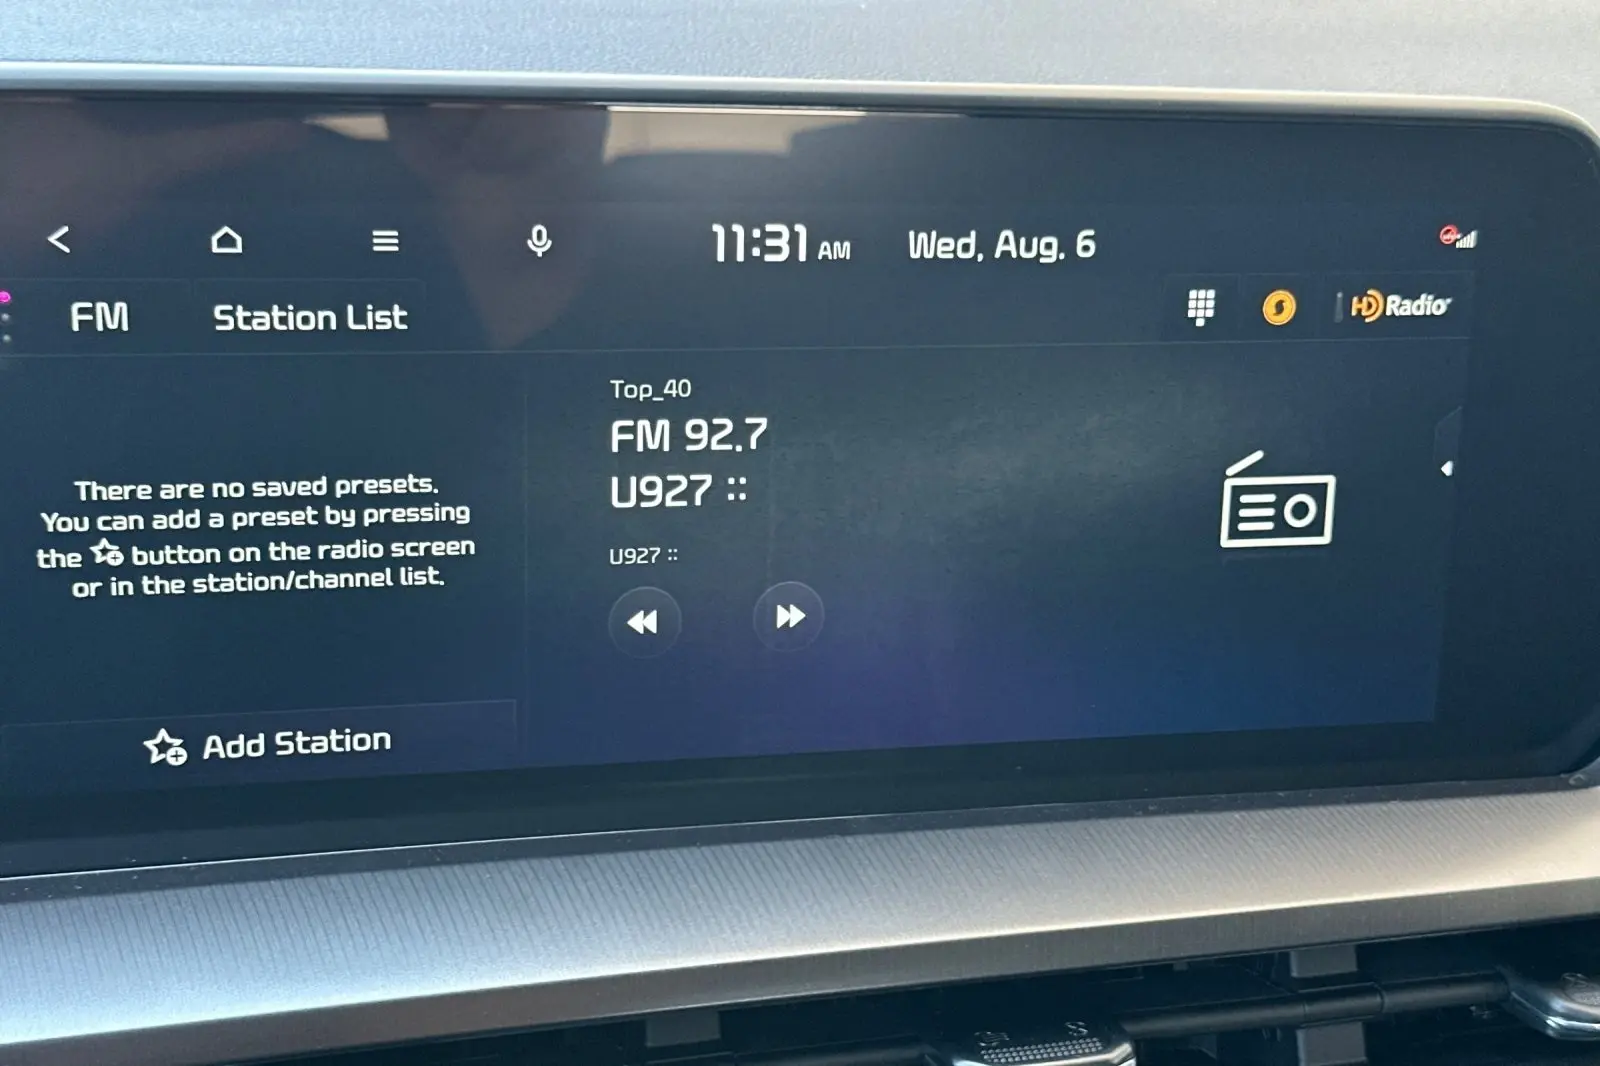 11:31 AM Wed, Aug. 6
FM Station List HD Radio
Top_40
FM 92.7
U927 ::
U927 ::
There are no saved presets.
You can add a preset by pressing
the button on the radio screen
or in the station/channel list.
Add Station